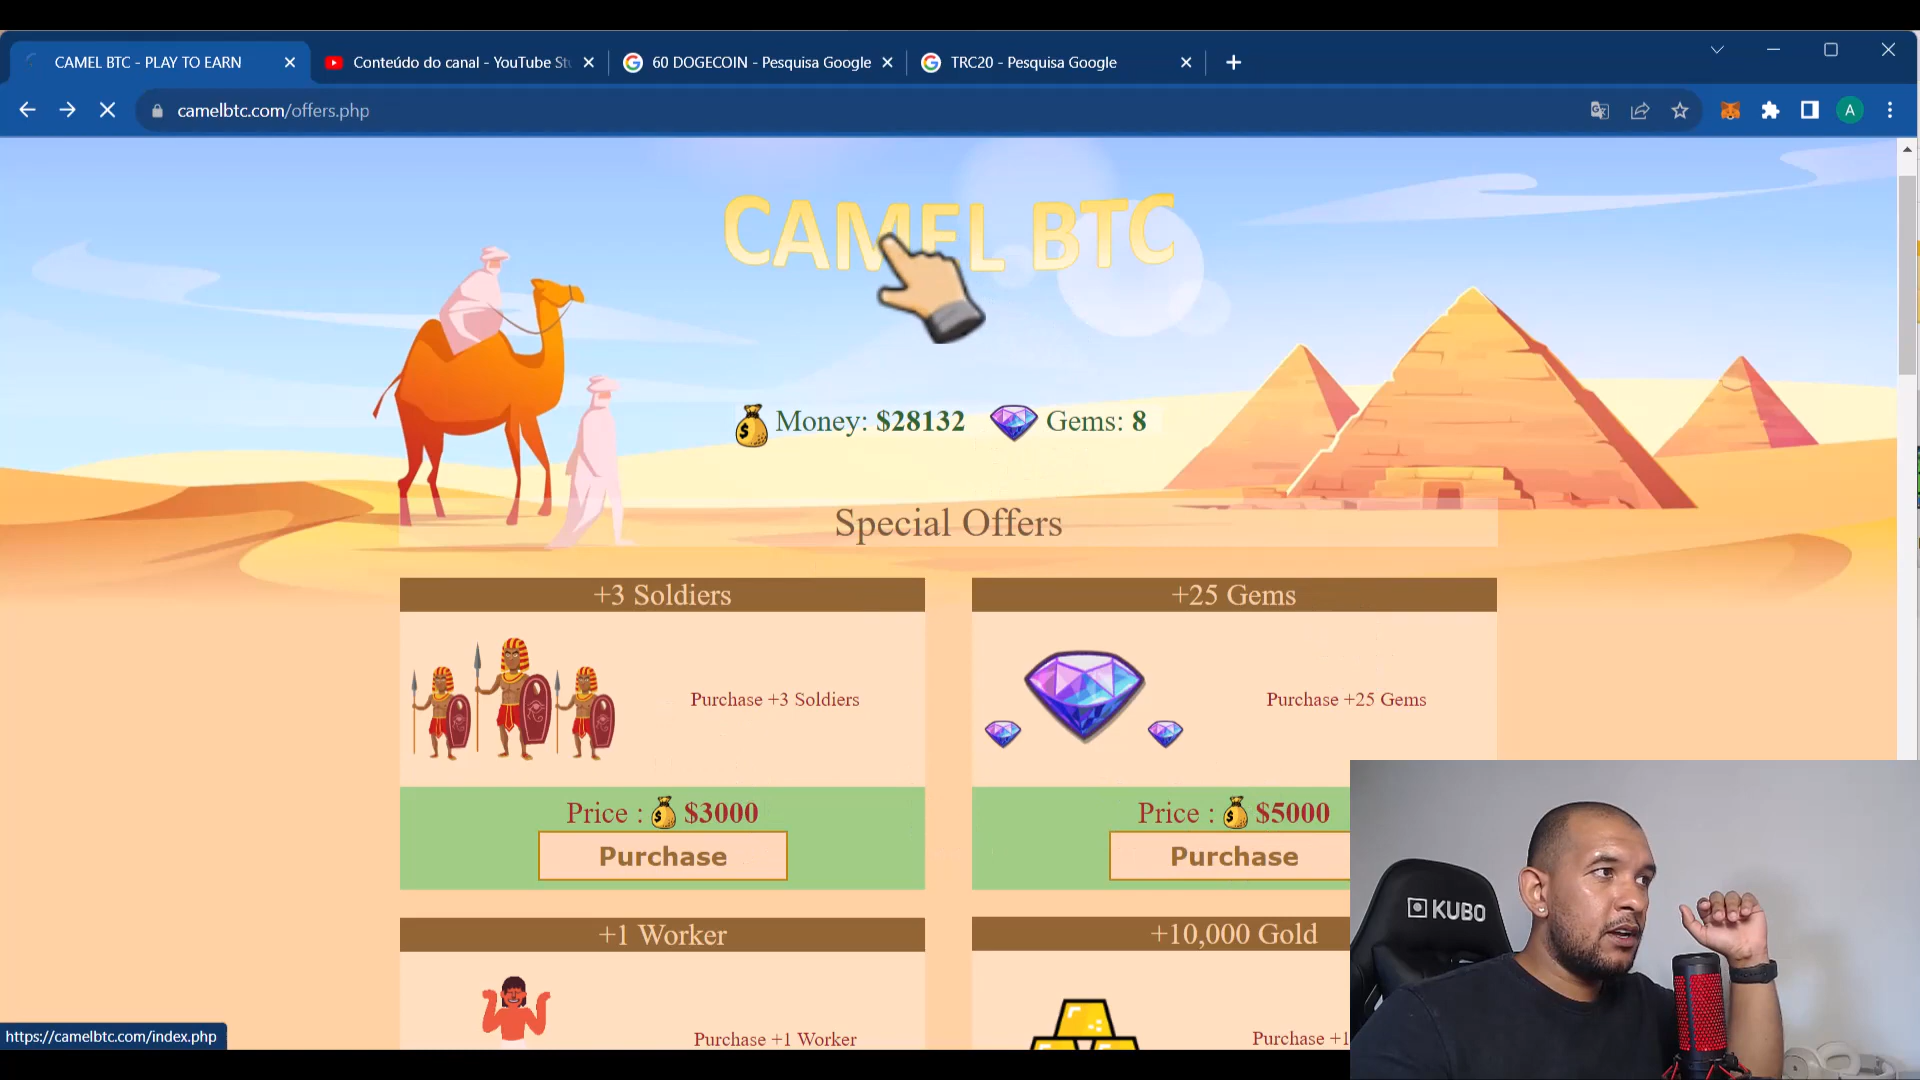 CAMEL BTC - PLAY TO EARN
Conteúdo do canal - YouTube St
60 DOGECOIN - Pesquisa Google
TRC20 - Pesquisa Google
camelbtc.com/offers.php
A
CAMEL BTC
Money: $28132 Gems: 8
Special Offers
+3 Soldiers
Purchase +3 Soldiers
Price : $3000
Purchase
+25 Gems
Purchase +25 Gems
Price : $5000
Purchase
+1 Worker
Purchase +1 Worker
+10,000 Gold
Purchase +1
KUBO
https://camelbtc.com/index.php